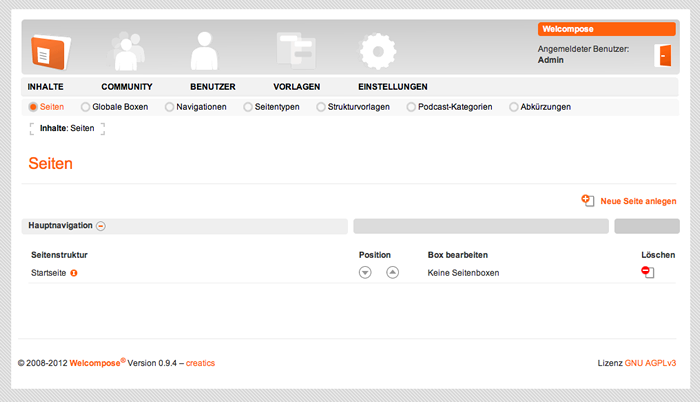 Welcompose
Angemeldeter Benutzer:
Admin
INHALTE COMMUNITY BENUTZER VORLAGEN EINSTELLUNGEN
Seiten Globale Boxen Navigationen Seitentypen Strukturvorlagen Podcast-Kategorien Abkürzungen
Inhalte: Seiten
Seiten
Neue Seite anlegen
Hauptnavigation
Seitenstruktur Position Box bearbeiten Löschen
Startseite Keine Seitenboxen
© 2008-2012 Welcompose® Version 0.9.4 – creatics Lizenz GNU AGPLv3